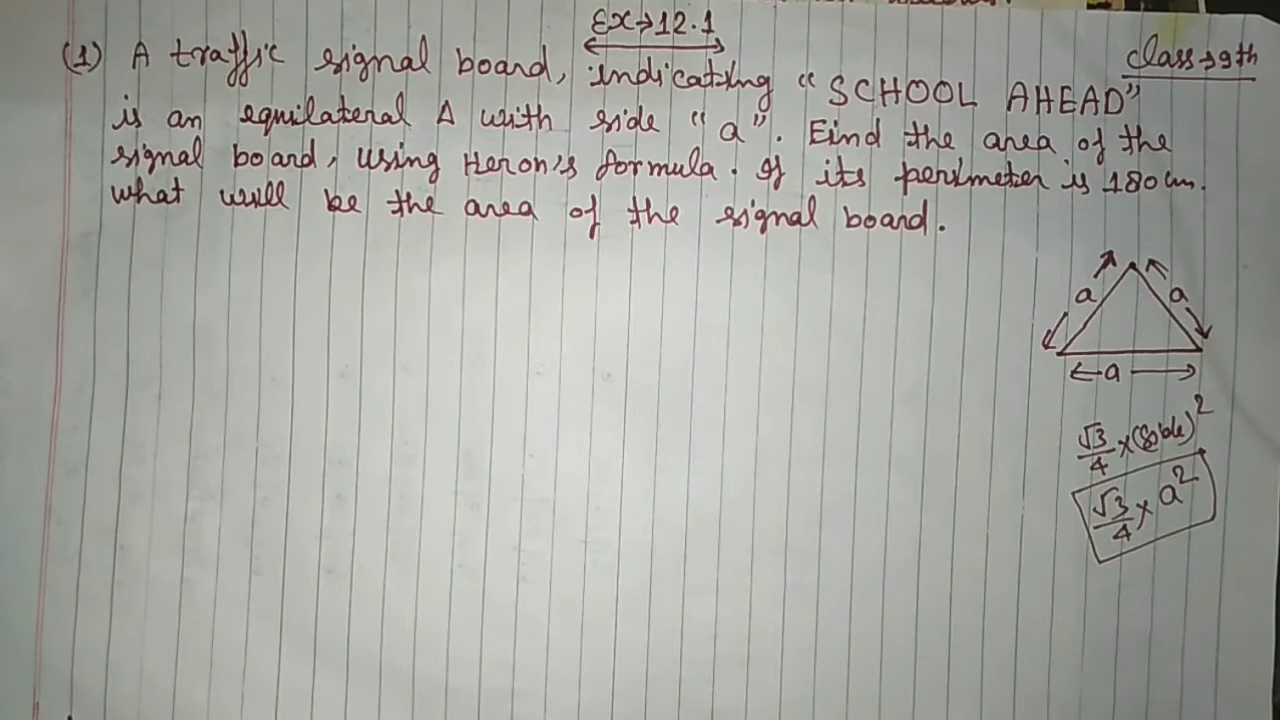 Ex→12.1
Class→9th
(1) A traffic signal board, indicating "SCHOOL AHEAD"
is an equilateral Δ with side "a". Find the area of the
signal board, using Heron's formula. If its perimeter is 180cm.
what will be the area of the signal board.
a a
a
√3/4 × (Side)²
√3/4 × a²